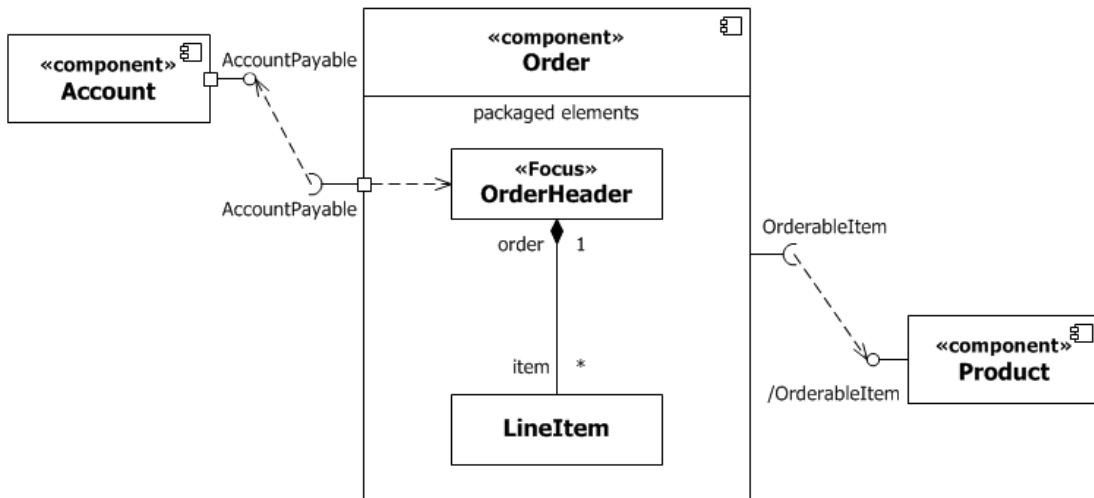 «component»
Account
AccountPayable
AccountPayable
«component»
Order
packaged elements
«Focus»
OrderHeader
order 1
item *
LineItem
OrderableItem
«component»
Product
/OrderableItem